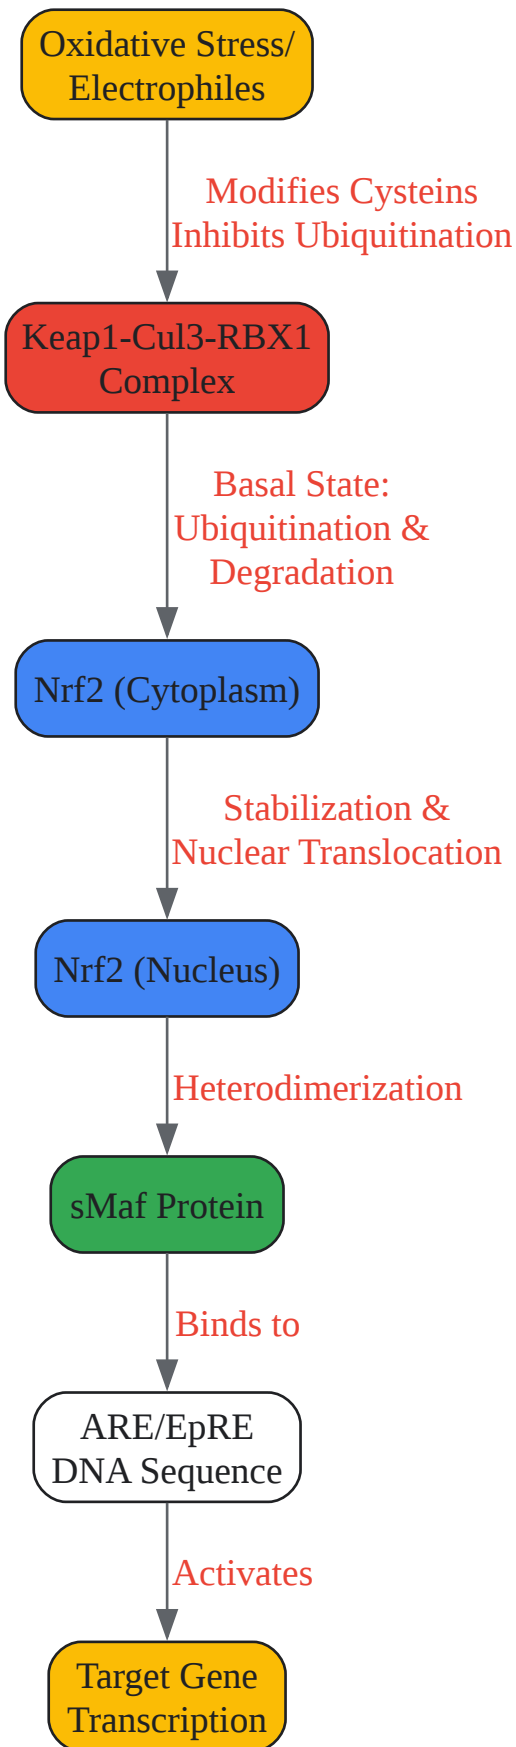 Oxidative Stress/
Electrophiles
Modifies Cysteins
Inhibits Ubiquitination
Keap1-Cul3-RBX1
Complex
Basal State:
Ubiquitination &
Degradation
Nrf2 (Cytoplasm)
Stabilization &
Nuclear Translocation
Nrf2 (Nucleus)
Heterodimerization
sMaf Protein
Binds to
ARE/EpRE
DNA Sequence
Activates
Target Gene
Transcription